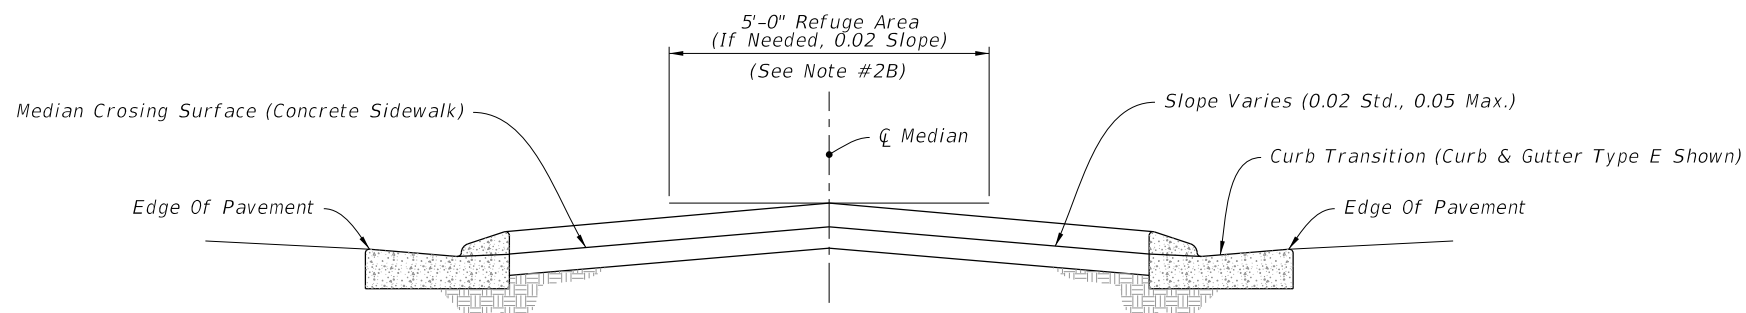 5'-0" Refuge Area
(If Needed, 0.02 Slope)
(See Note #2B)
Median Crosing Surface (Concrete Sidewalk)
Slope Varies (0.02 Std., 0.05 Max.)
℄ Median
Curb Transition (Curb & Gutter Type E Shown)
Edge Of Pavement
Edge Of Pavement